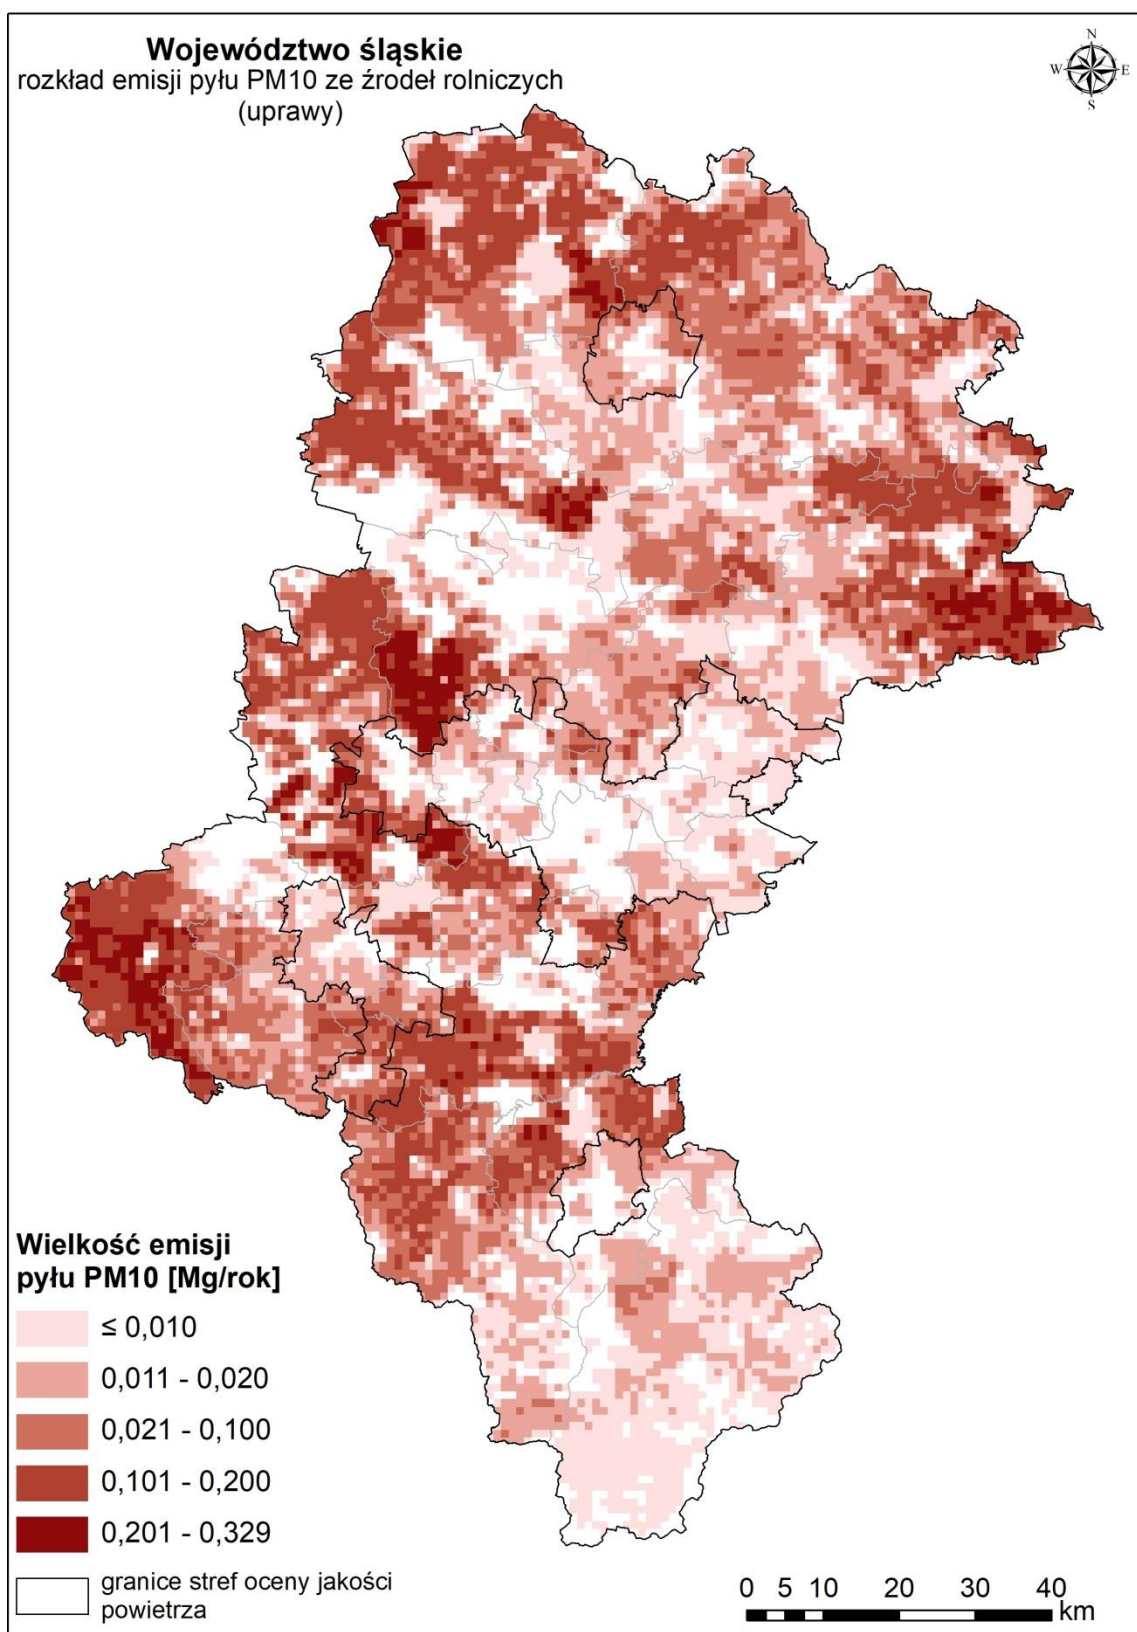 Województwo śląskie
rozkład emisji pyłu PM10 ze źrodeł rolniczych
(uprawy)
N
W E
S
Wielkość emisji
pyłu PM10 [Mg/rok]
≤ 0,010
0,011 - 0,020
0,021 - 0,100
0,101 - 0,200
0,201 - 0,329
granice stref oceny jakości
powietrza
0 5 10 20 30 40
km